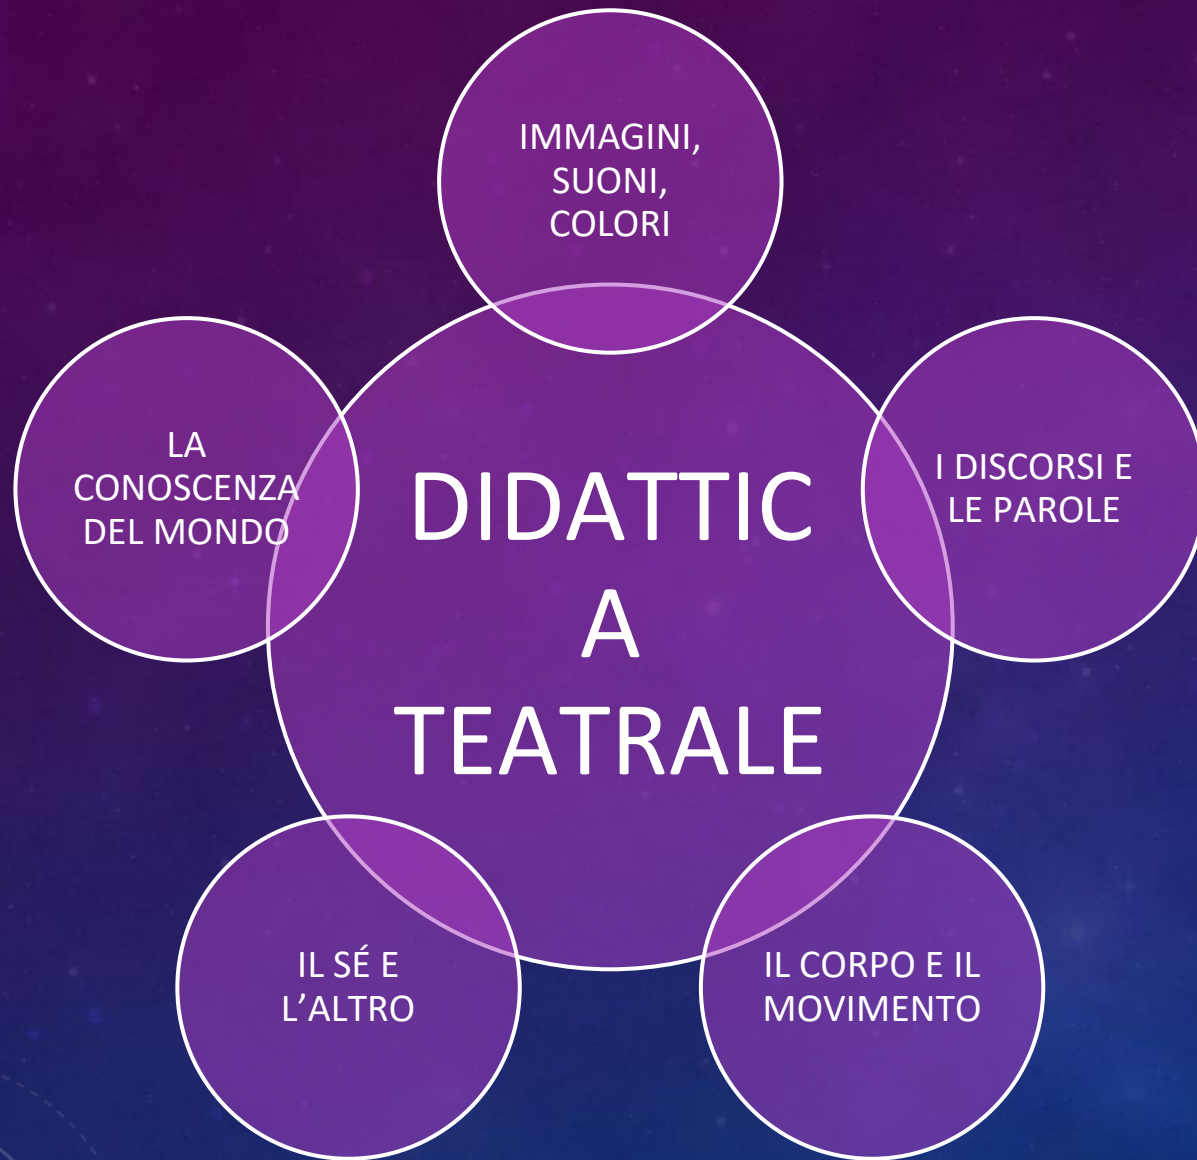 IMMAGINI,
SUONI,
COLORI
I DISCORSI E
LE PAROLE
IL CORPO E IL
MOVIMENTO
IL SÉ E
L’ALTRO
LA
CONOSCENZA
DEL MONDO
DIDATTIC
A
TEATRALE